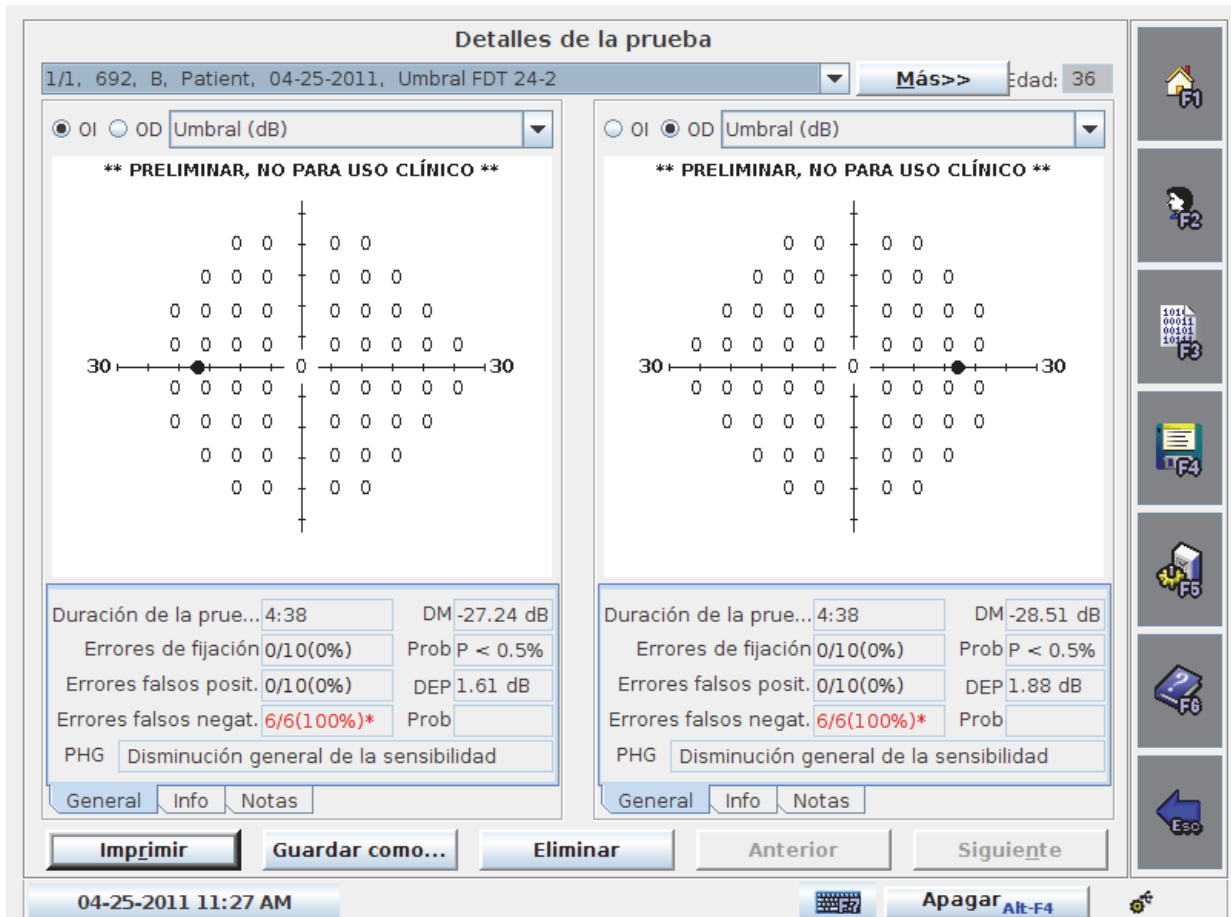 Detalles de la prueba
1/1, 692, B, Patient, 04-25-2011, Umbral FDT 24-2
Más>>
Edad: 36
F1
OI OD Umbral (dB)
** PRELIMINAR, NO PARA USO CLÍNICO **
0 0 0 0
0 0 0 0 0 0
0 0 0 0 0 0 0 0
0 0 0 0 0 0 0 0 0
30 0 30
0 0 0 0 0 0 0 0 0
0 0 0 0 0 0 0 0
0 0 0 0 0 0
0 0 0 0
Duración de la prue... 4:38 DM -27.24 dB
Errores de fijación 0/10(0%) Prob P < 0.5%
Errores falsos posit. 0/10(0%) DEP 1.61 dB
Errores falsos negat. 6/6(100%)* Prob
PHG Disminución general de la sensibilidad
General Info Notas
OI OD Umbral (dB)
** PRELIMINAR, NO PARA USO CLÍNICO **
0 0 0 0
0 0 0 0 0 0
0 0 0 0 0 0 0 0
0 0 0 0 0 0 0 0 0
30 0 30
0 0 0 0 0 0 0 0 0
0 0 0 0 0 0 0 0
0 0 0 0 0 0
0 0 0 0
Duración de la prue... 4:38 DM -28.51 dB
Errores de fijación 0/10(0%) Prob P < 0.5%
Errores falsos posit. 0/10(0%) DEP 1.88 dB
Errores falsos negat. 6/6(100%)* Prob
PHG Disminución general de la sensibilidad
General Info Notas
F2
F3
F4
F5
? F6
Esc
Imprimir Guardar como... Eliminar Anterior Siguiente
04-25-2011 11:27 AM F7 Apagar Alt-F4